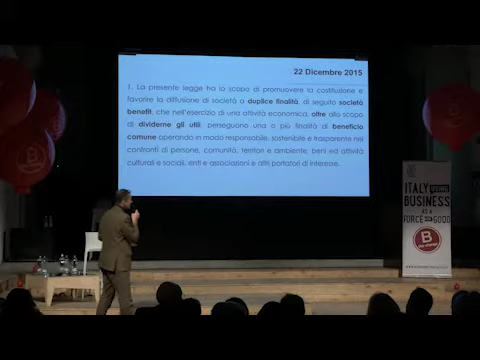 22 Dicembre 2015
1. La presente legge ha lo scopo di promuovere la costituzione e
favorire la diffusione di società a duplice finalità, di seguito società
benefit, che nell'esercizio di una attività economica, oltre allo scopo
di dividerne gli utili, perseguono una o più finalità di beneficio
comune operando in modo responsabile, sostenibile e trasparente nei
confronti di persone, comunità, territori e ambiente, beni ed attività
culturali e sociali, enti e associazioni e altri portatori di interesse.
ITALY
BUSINESS
AS A
FORCE FOR GOOD
B
B
B